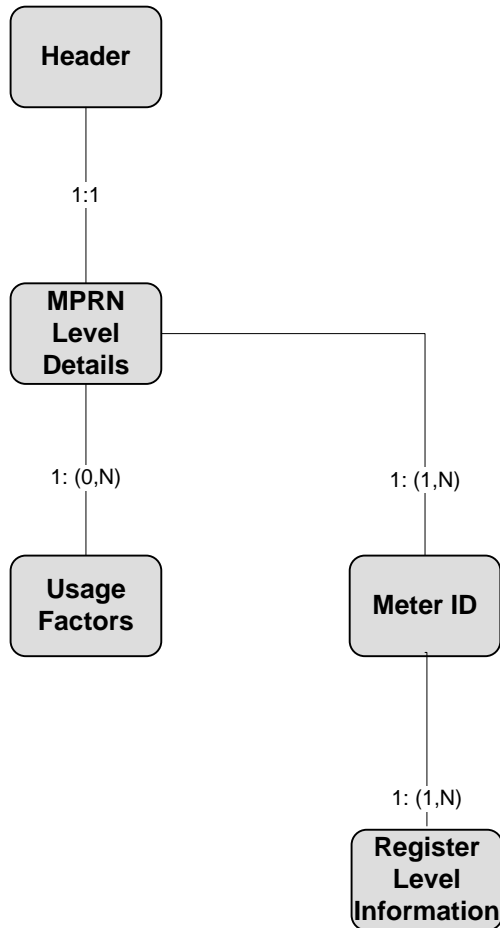 Header
1:1
MPRN
Level
Details
1: (0,N)
1: (1,N)
Usage
Factors
Meter ID
1: (1,N)
Register
Level
Information